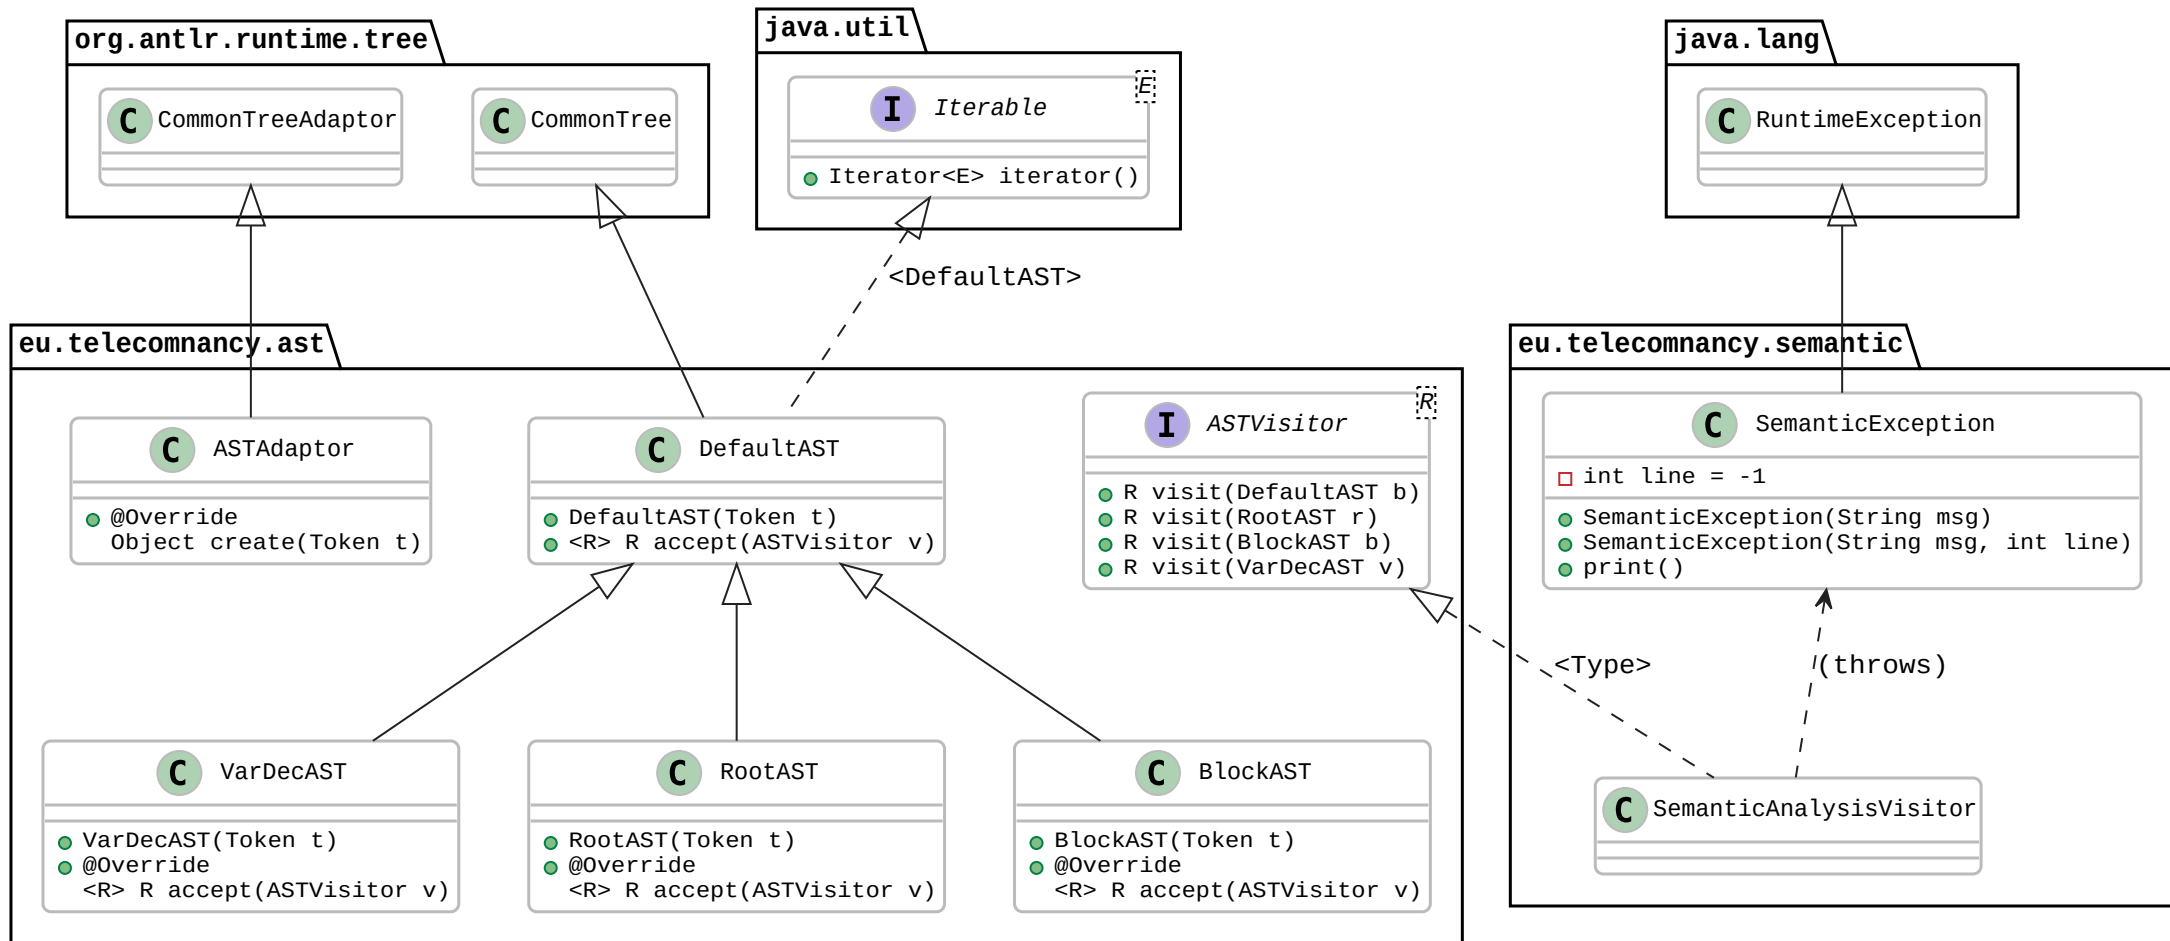 org.antlr.runtime.tree
C CommonTreeAdaptor
C CommonTree
java.util
E
I Iterable
Iterator<E> iterator()
java.lang
C RuntimeException
<DefaultAST>
eu.telecomnancy.ast
C ASTAdaptor
@Override
Object create(Token t)
C DefaultAST
DefaultAST(Token t)
<R> R accept(ASTVisitor v)
R
I ASTVisitor
R visit(DefaultAST b)
R visit(RootAST r)
R visit(BlockAST b)
R visit(VarDecAST v)
eu.telecomnancy.semantic
C SemanticException
int line = -1
SemanticException(String msg)
SemanticException(String msg, int line)
print()
<Type>
(throws)
C VarDecAST
VarDecAST(Token t)
@Override
<R> R accept(ASTVisitor v)
C RootAST
RootAST(Token t)
@Override
<R> R accept(ASTVisitor v)
C BlockAST
BlockAST(Token t)
@Override
<R> R accept(ASTVisitor v)
C SemanticAnalysisVisitor